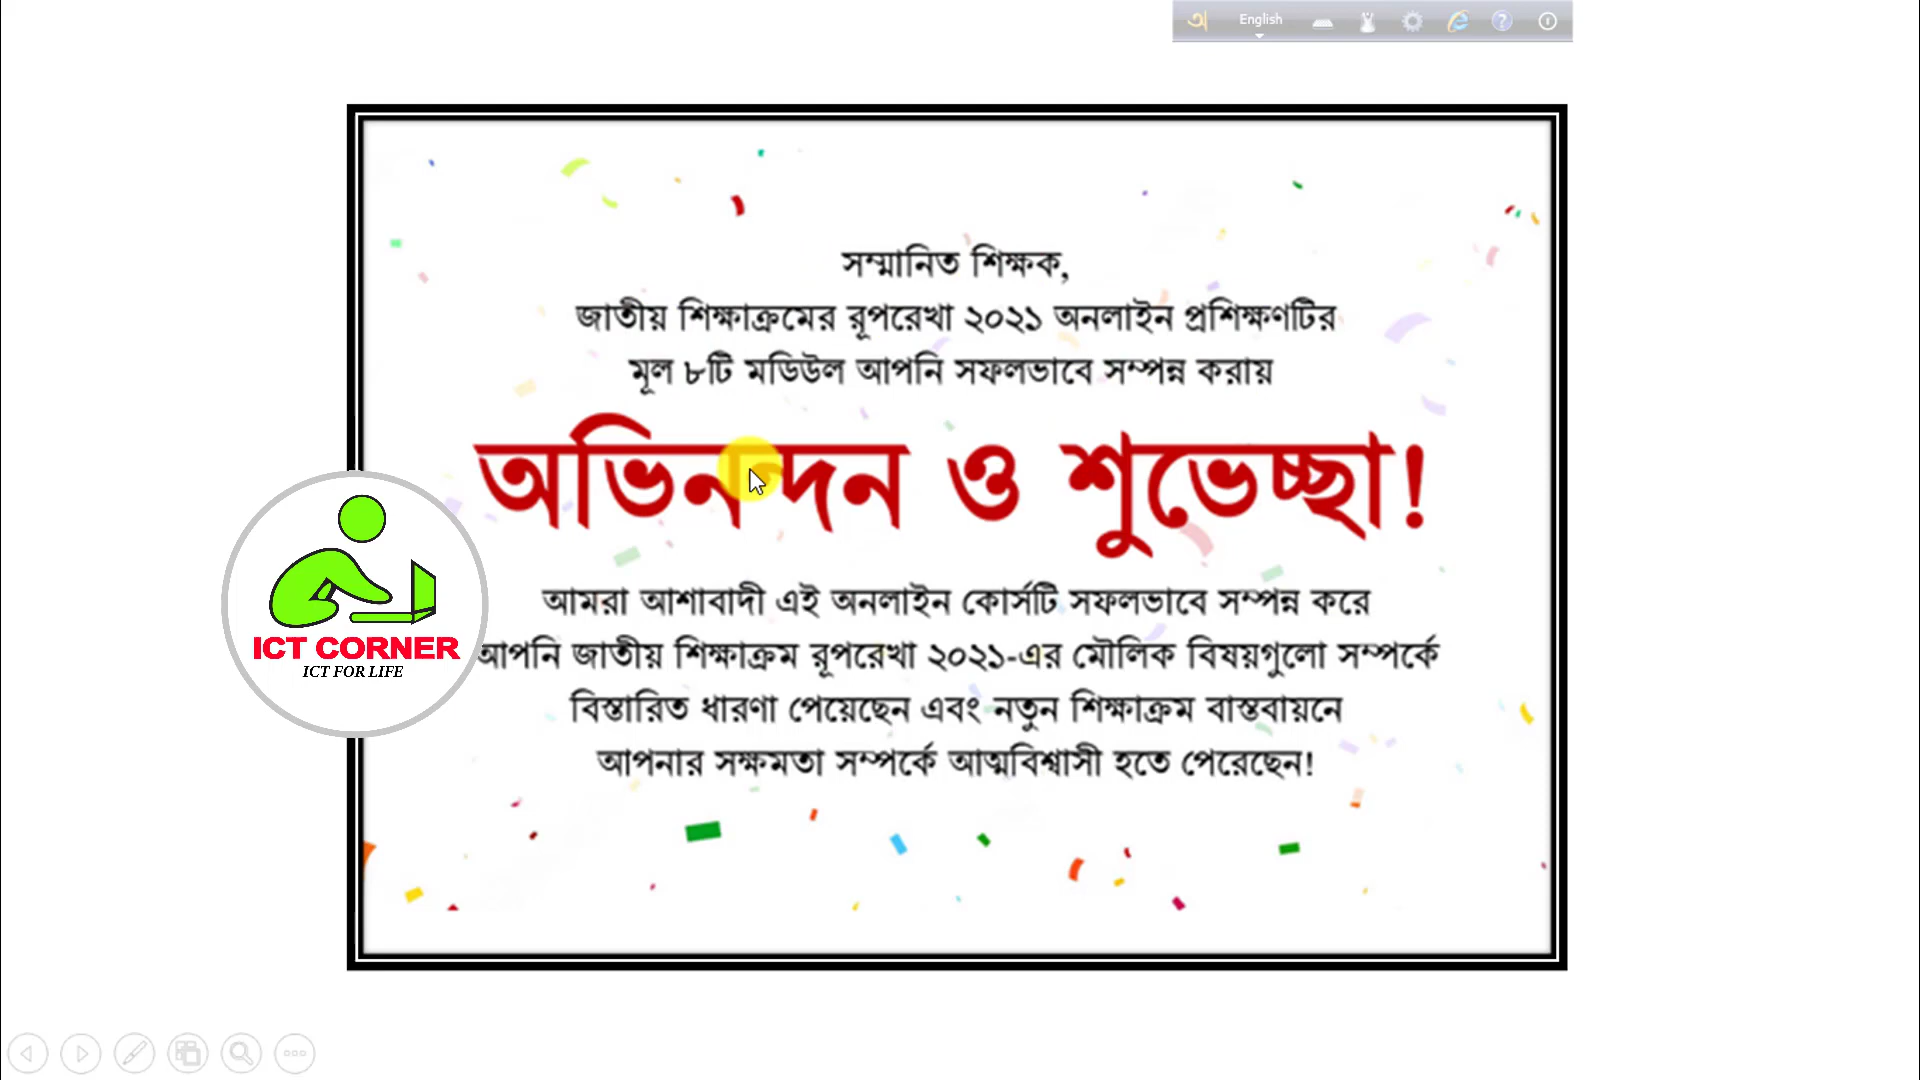 English
সম্মানিত শিক্ষক,
জাতীয় শিক্ষাক্রমের রূপরেখা ২০২১ অনলাইন প্রশিক্ষণটির
মূল ৮টি মডিউল আপনি সফলভাবে সম্পন্ন করায়
অভিনন্দন ও শুভেচ্ছা!
আমরা আশাবাদী এই অনলাইন কোর্সটি সফলভাবে সম্পন্ন করে
আপনি জাতীয় শিক্ষাক্রম রূপরেখা ২০২১-এর মৌলিক বিষয়গুলো সম্পর্কে
বিস্তারিত ধারণা পেয়েছেন এবং নতুন শিক্ষাক্রম বাস্তবায়নে
আপনার সক্ষমতা সম্পর্কে আত্মবিশ্বাসী হতে পেরেছেন!
ICT CORNER
ICT FOR LIFE